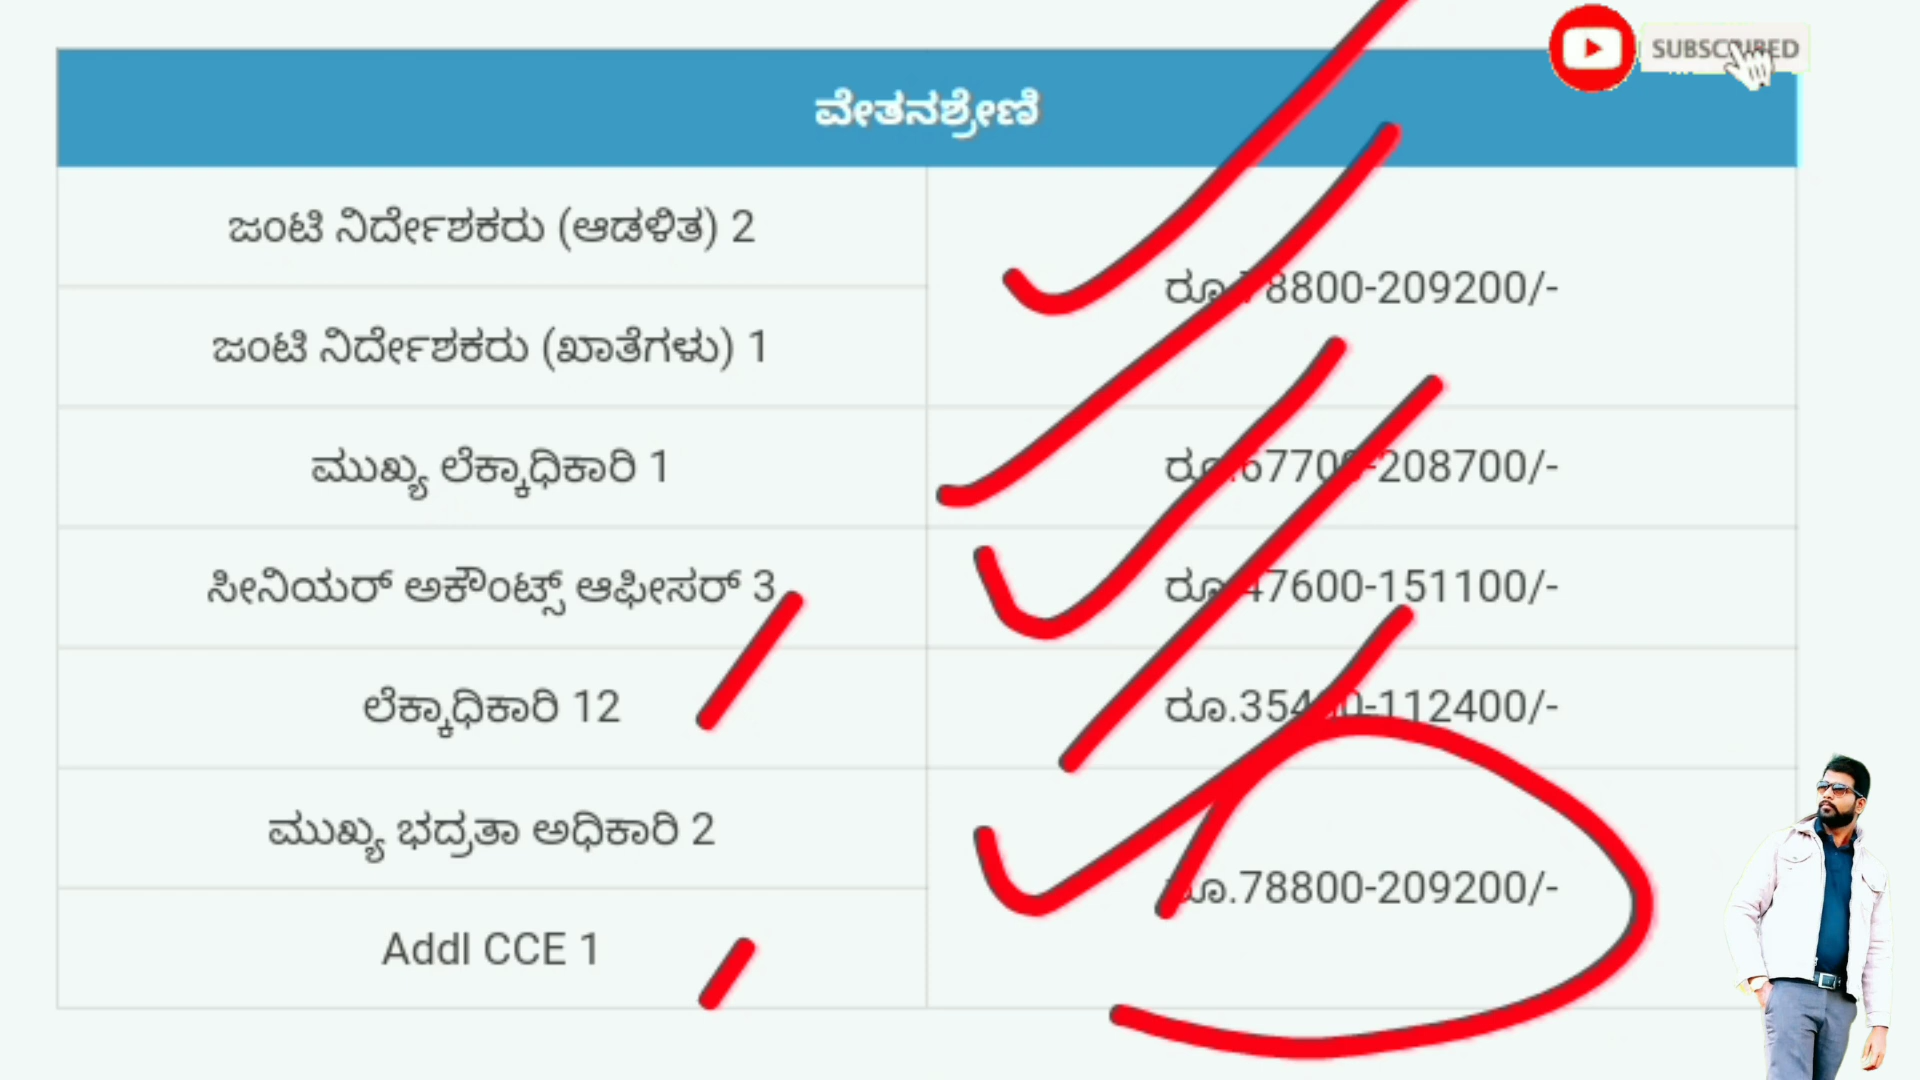 SUBSCRIBED
ವೇತನಶ್ರೇಣಿ
ಜಂಟಿ ನಿರ್ದೇಶಕರು (ಆಡಳಿತ) 2
ರೂ.78800-209200/-
ಜಂಟಿ ನಿರ್ದೇಶಕರು (ಖಾತೆಗಳು) 1
ಮುಖ್ಯ ಲೆಕ್ಕಾಧಿಕಾರಿ 1
ರೂ.67700-208700/-
ಸೀನಿಯರ್ ಅಕೌಂಟ್ಸ್ ಆಫೀಸರ್ 3
ರೂ.47600-151100/-
ಲೆಕ್ಕಾಧಿಕಾರಿ 12
ರೂ.35400-112400/-
ಮುಖ್ಯ ಭದ್ರತಾ ಅಧಿಕಾರಿ 2
ರೂ.78800-209200/-
Addl CCE 1